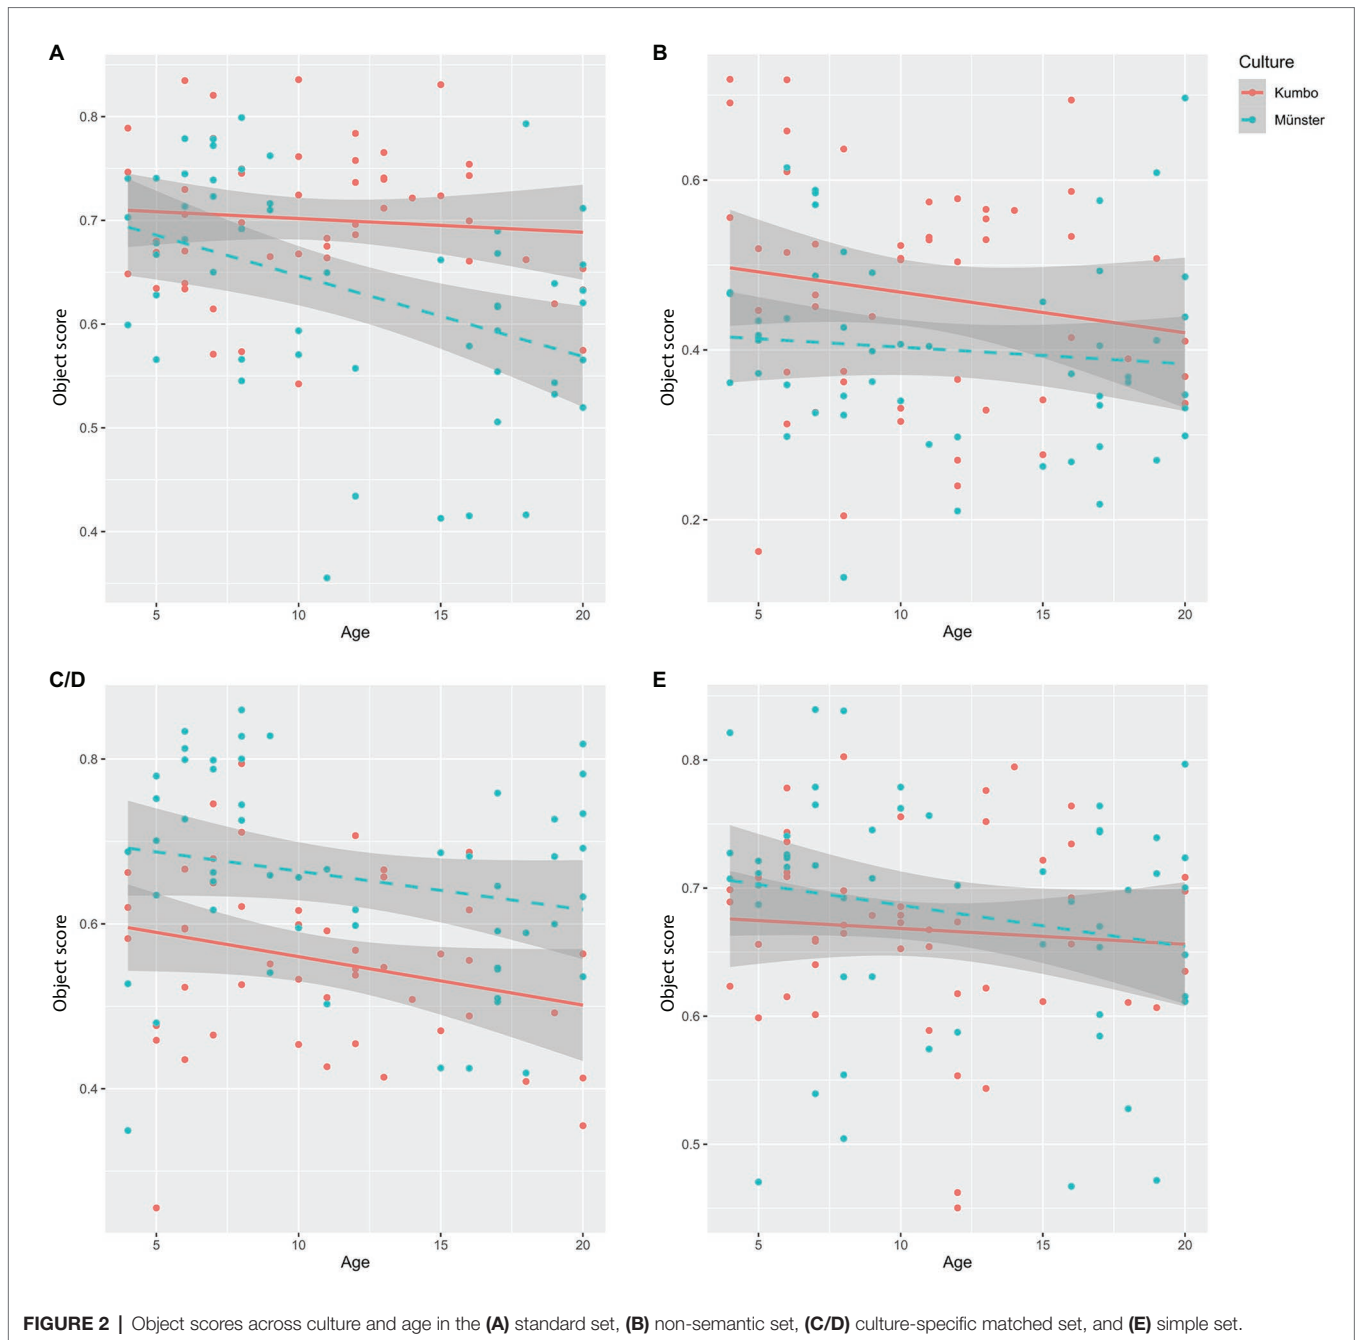 A
0.8
0.7
0.6
0.5
0.4
Object score
5 10 15 20
Age
B
0.6
0.4
0.2
Object score
5 10 15 20
Age
Culture
Kumbo
Münster
C/D
0.8
0.6
0.4
Object score
5 10 15 20
Age
E
0.8
0.7
0.6
0.5
Object score
5 10 15 20
Age
FIGURE 2 | Object scores across culture and age in the (A) standard set, (B) non-semantic set, (C/D) culture-specific matched set, and (E) simple set.